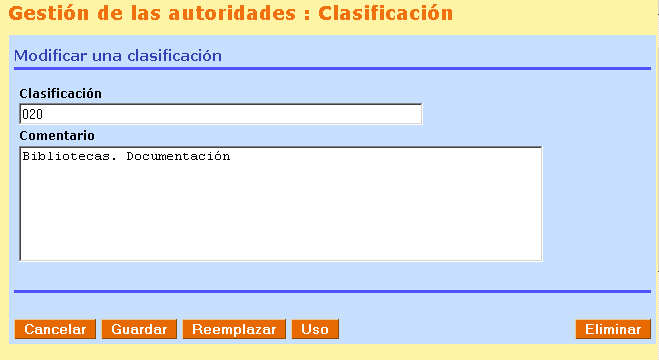 Gestión de las autoridades : Clasificación
Modificar una clasificación
Clasificación
020
Comentario
Bibliotecas. Documentación
Cancelar Guardar Reemplazar Uso Eliminar